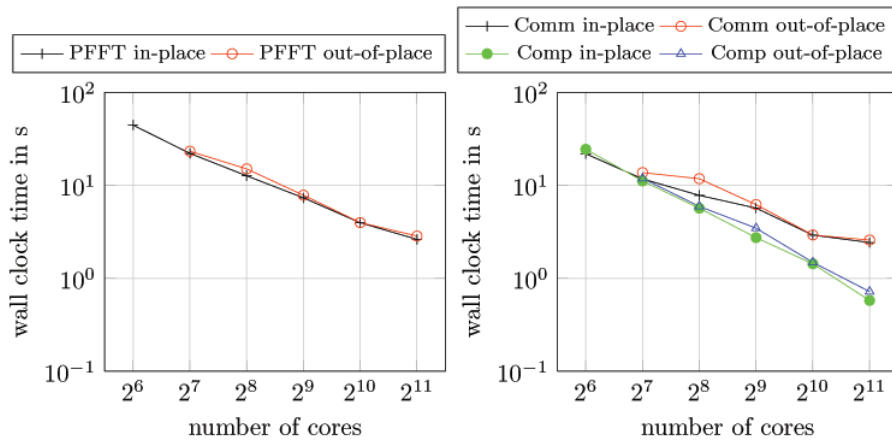 PFFT in-place PFFT out-of-place
10^2
10^1
10^0
10^-1
wall clock time in s
2^6 2^7 2^8 2^9 2^10 2^11
number of cores
Comm in-place Comm out-of-place
Comp in-place Comp out-of-place
10^2
10^1
10^0
10^-1
wall clock time in s
2^6 2^7 2^8 2^9 2^10 2^11
number of cores